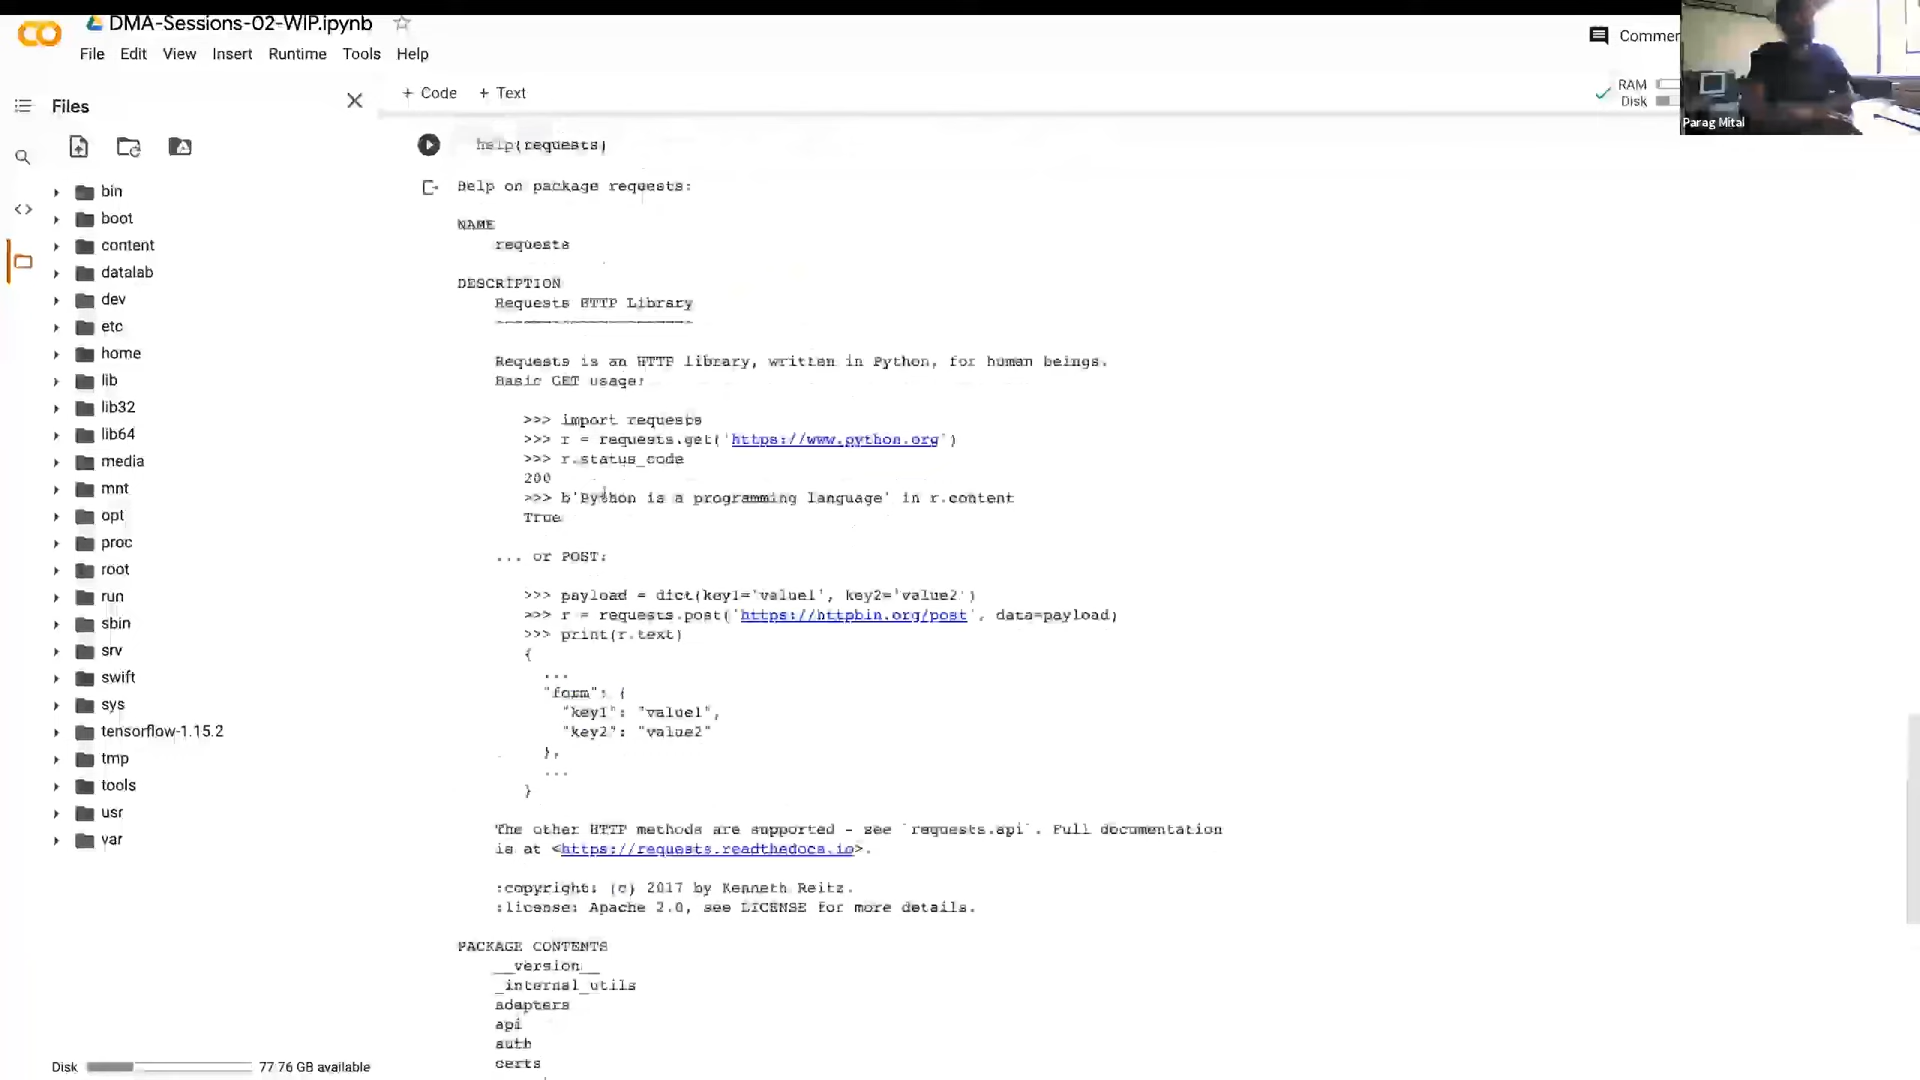 DMA-Sessions-02-WIP.ipynb
File Edit View Insert Runtime Tools Help
Commen
RAM
Disk
Parag Mital
Files
+ Code + Text
bin
boot
content
datalab
dev
etc
home
lib
lib32
lib64
media
mnt
opt
proc
root
run
sbin
srv
swift
sys
tensorflow-1.15.2
tmp
tools
usr
var
Disk 77.76 GB available
help(requests)
Help on package requests:
NAME
requests
DESCRIPTION
Requests HTTP Library
~~~~~~~~~~~~~~~~~~~~~
Requests is an HTTP library, written in Python, for human beings.
Basic GET usage:
>>> import requests
>>> r = requests.get('https://www.python.org')
>>> r.status_code
200
>>> b'Python is a programming language' in r.content
True
... or POST:
>>> payload = dict(key1='value1', key2='value2')
>>> r = requests.post('https://httpbin.org/post', data=payload)
>>> print(r.text)
{
...
"form": {
"key1": "value1",
"key2": "value2"
},
...
}
The other HTTP methods are supported - see `requests.api`. Full documentation
is at <https://requests.readthedocs.io>.
:copyright: (c) 2017 by Kenneth Reitz.
:license: Apache 2.0, see LICENSE for more details.
PACKAGE CONTENTS
__version__
_internal_utils
adapters
api
auth
certs